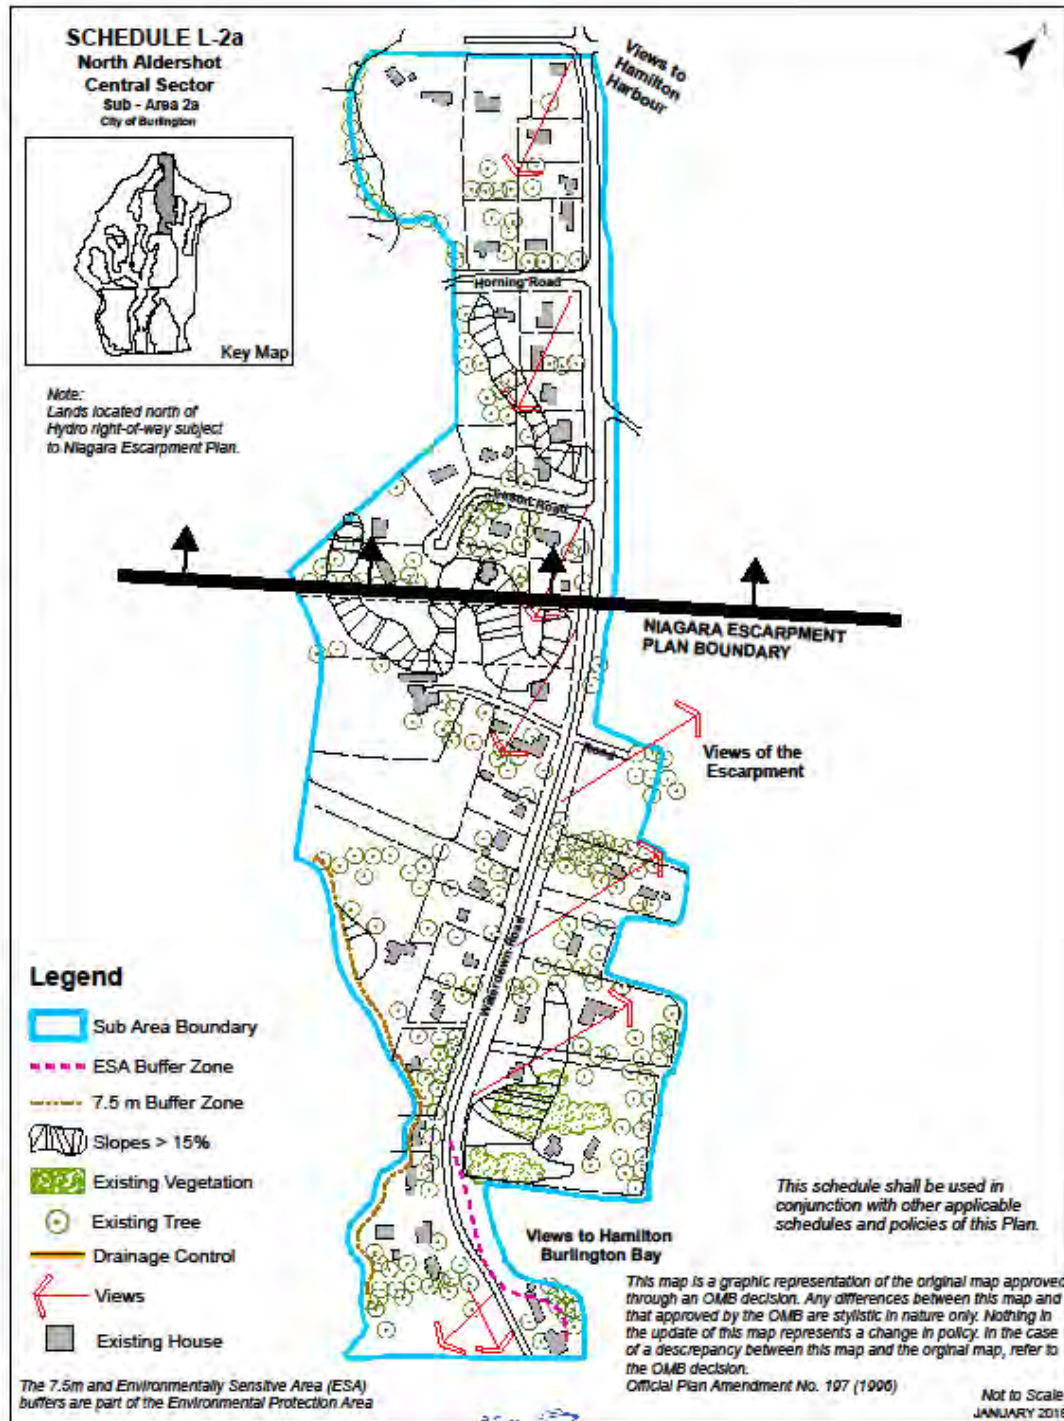 SCHEDULE L-2a
North Aldershot
Central Sector
Sub - Area 2a
City of Burlington
Key Map
Note:
Lands located north of
Hydro right-of-way subject
to Niagara Escarpment Plan.
Views to
Hamilton
Harbour
Horning Road
Road
NIAGARA ESCARPMENT
PLAN BOUNDARY
Road
Views of the
Escarpment
Waterdown Road
Legend
Sub Area Boundary
ESA Buffer Zone
7.5 m Buffer Zone
Slopes > 15%
Existing Vegetation
Existing Tree
Drainage Control
Views
Existing House
Views to Hamilton
Burlington Bay
This schedule shall be used in
conjunction with other applicable
schedules and policies of this Plan.
This map is a graphic representation of the original map approved
through an OMB decision. Any differences between this map and
that approved by the OMB are stylistic in nature only. Nothing in
the update of this map represents a change in policy. In the case
of a descrepancy between this map and the orginal map, refer to
the OMB decision.
Official Plan Amendment No. 197 (1996)
The 7.5m and Environmentally Sensitve Area (ESA)
buffers are part of the Environmental Protection Area
Not to Scale
JANUARY